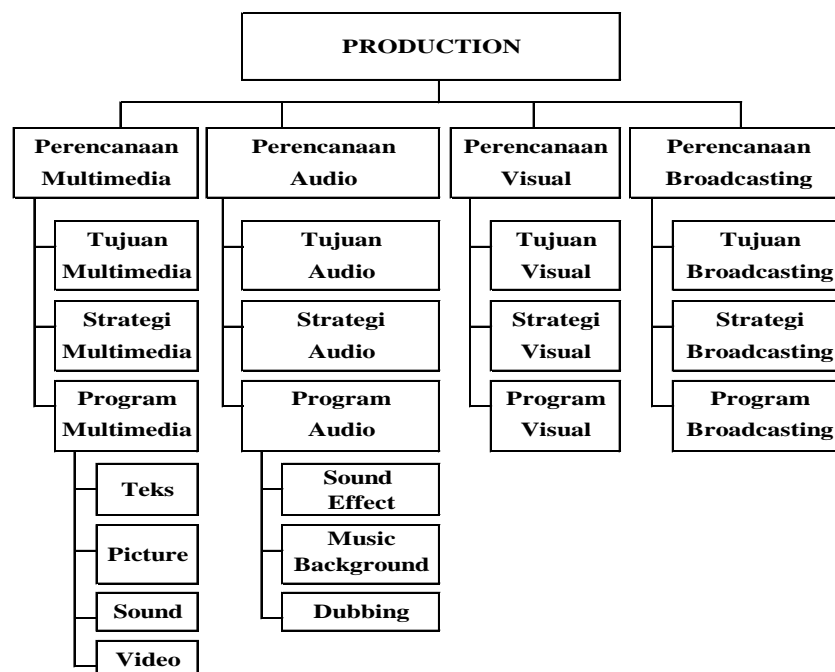 PRODUCTION
Perencanaan
Multimedia
Perencanaan
Audio
Perencanaan
Visual
Perencanaan
Broadcasting
Tujuan
Multimedia
Strategi
Multimedia
Program
Multimedia
Teks
Picture
Sound
Video
Tujuan
Audio
Strategi
Audio
Program
Audio
Sound
Effect
Music
Background
Dubbing
Tujuan
Visual
Strategi
Visual
Program
Visual
Tujuan
Broadcasting
Strategi
Broadcasting
Program
Broadcasting